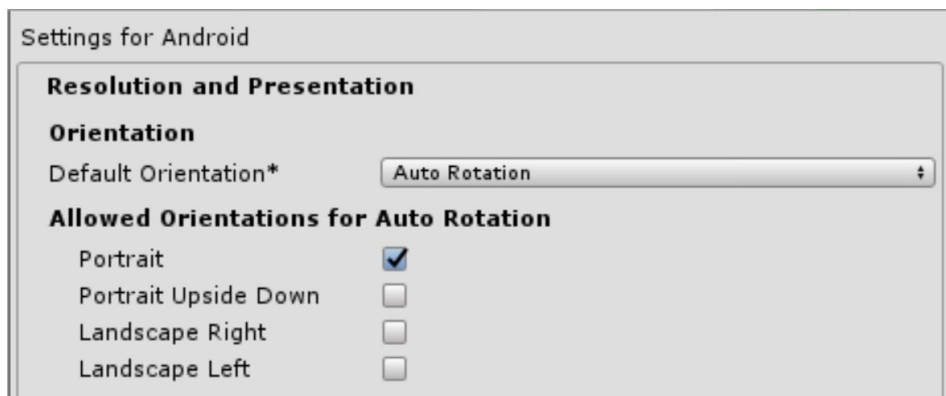 Settings for Android
Resolution and Presentation
Orientation
Default Orientation* Auto Rotation
Allowed Orientations for Auto Rotation
Portrait
Portrait Upside Down
Landscape Right
Landscape Left